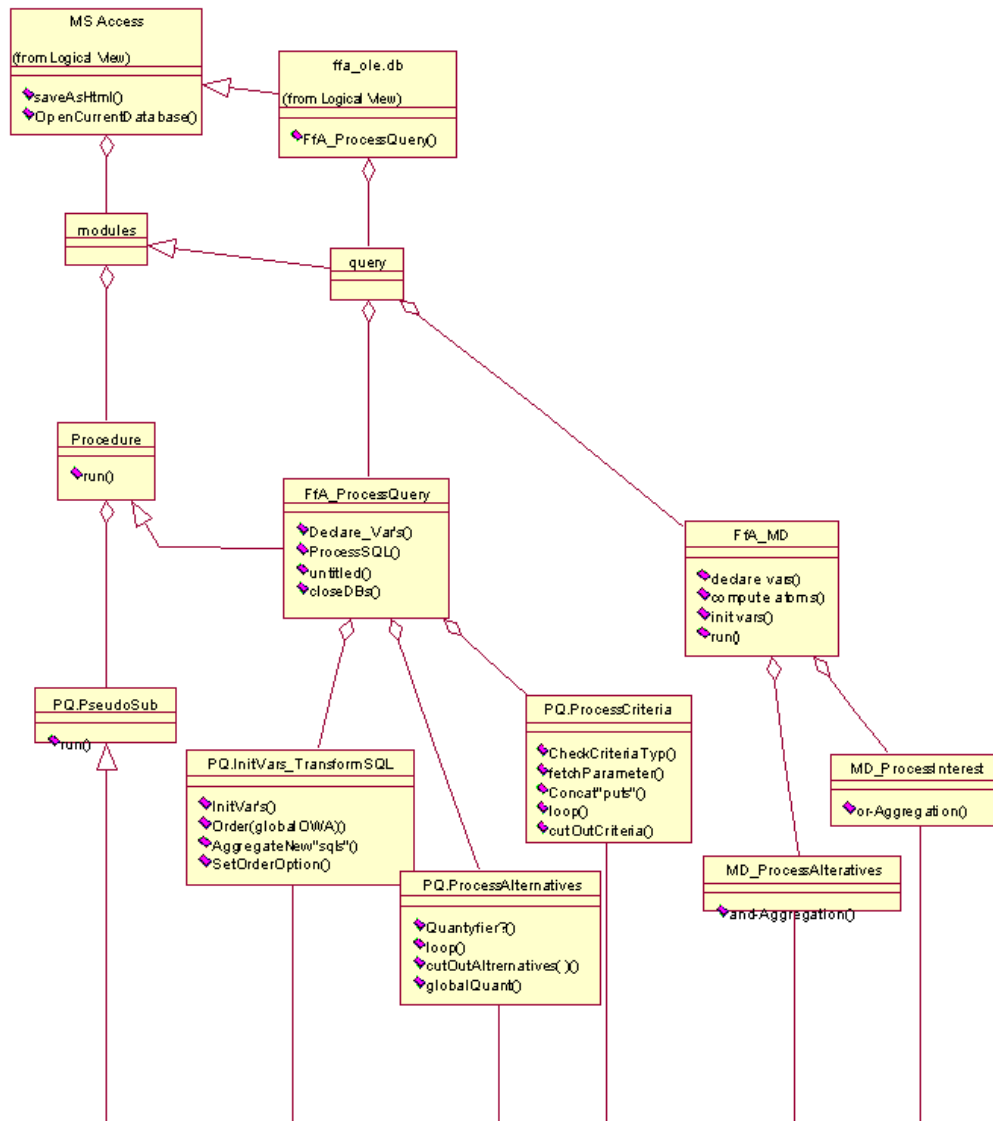 MS Access
(from Logical View)
saveAsHtml()
OpenCurrentDatabase()
ffa_ole.db
(from Logical View)
FfA_ProcessQuery()
modules
query
Procedure
run()
FfA_ProcessQuery
Declare_Var's()
ProcessSQL()
untitled()
closeDBs()
FfA_MD
declare vars()
compute atoms()
init vars()
run()
PQ.PseudoSub
run()
PQ.InitVars_TransformSQL
InitVar's()
Order(globalOWA))
AggregateNew"sqls"()
SetOrderOption()
PQ.ProcessCriteria
CheckCriteriaTyp()
fetchParameter()
Concat"puts"()
loop()
cutOutCriteria()
MD_ProcessInterest
or-Aggregation()
PQ.ProcessAlternatives
Quantyfier?()
loop()
cutOutAltrernatives( )()
globalQuant()
MD_ProcessAlteratives
and-Aggregation()